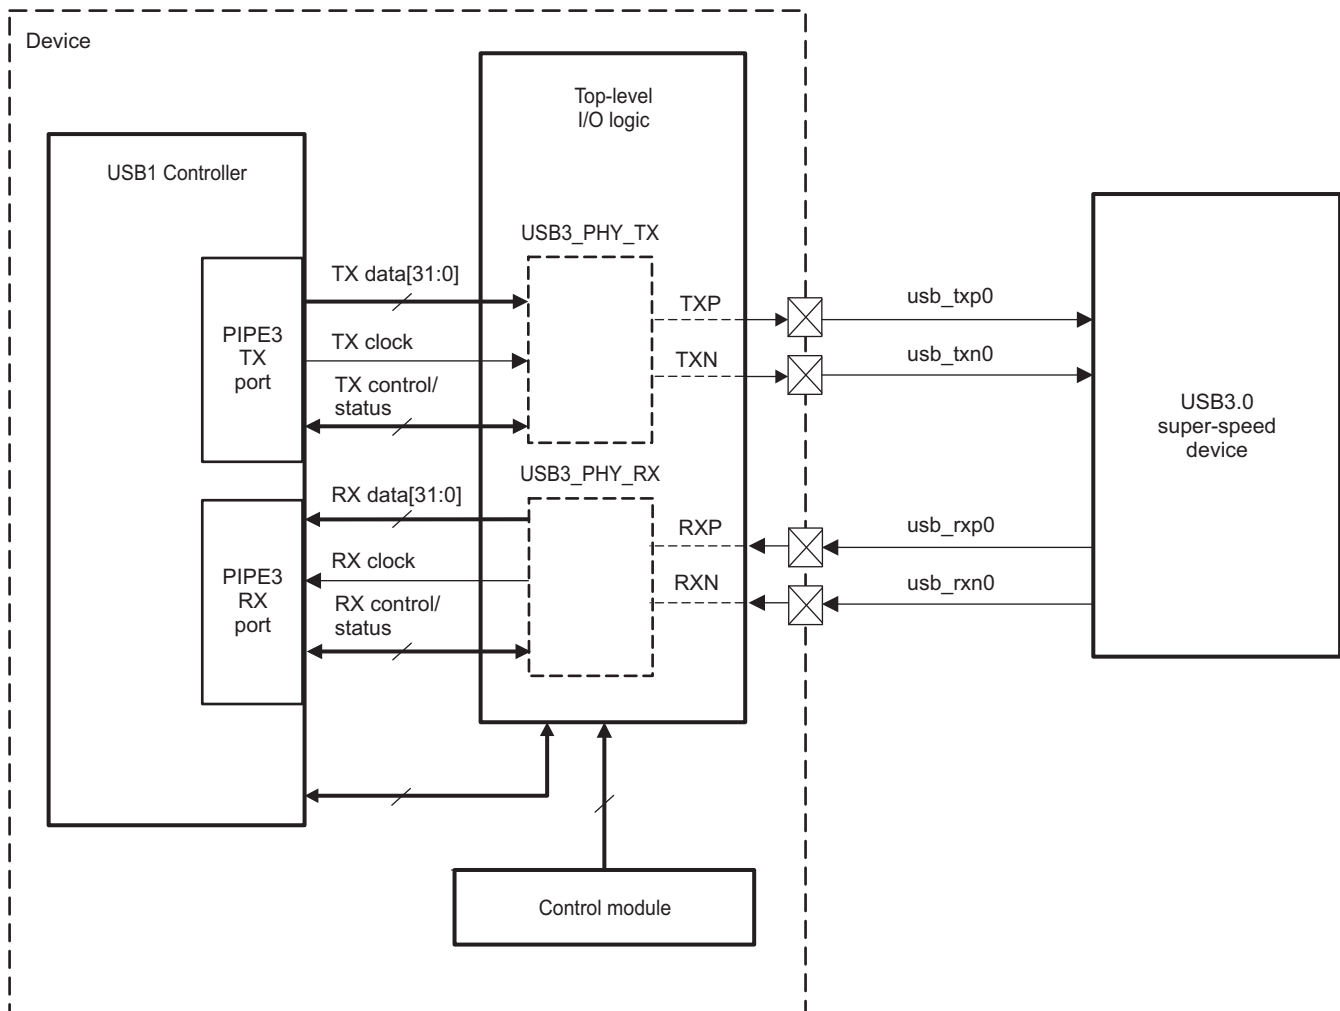 Device
Top-level
I/O logic
USB1 Controller
USB3_PHY_TX
TX data[31:0]
PIPE3
TX
port
TX clock
TX control/
status
TXP
TXN
usb_txp0
usb_txn0
USB3.0
super-speed
device
USB3_PHY_RX
RX data[31:0]
PIPE3
RX
port
RX clock
RX control/
status
RXP
RXN
usb_rxp0
usb_rxn0
Control module